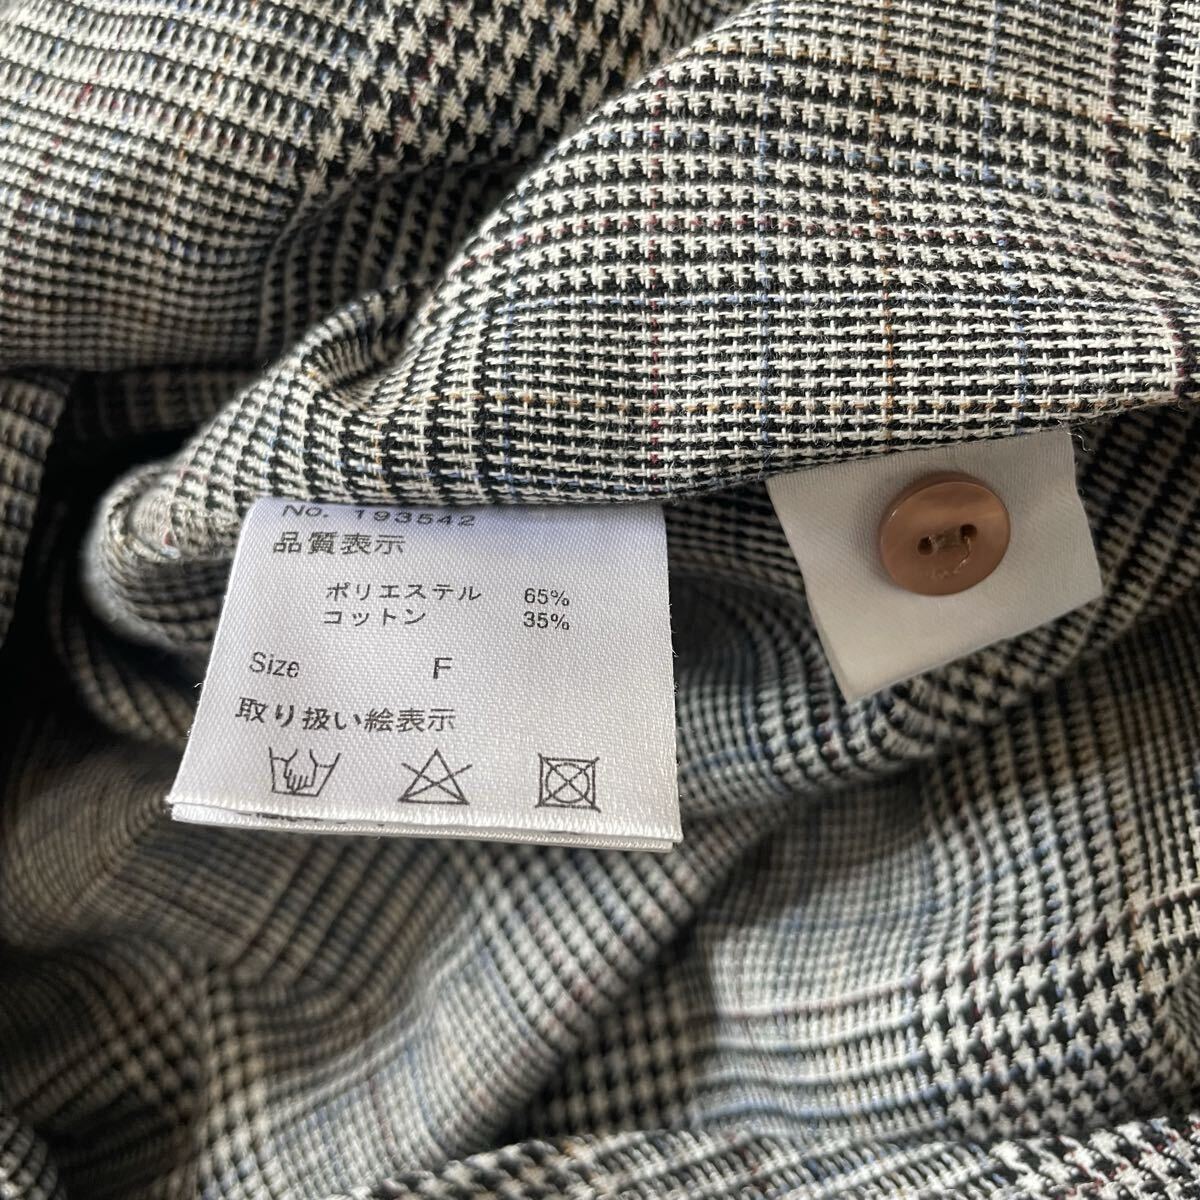 No. 193542
品質表示
ポリエステル 65%
コットン 35%
Size F
取り扱い絵表示